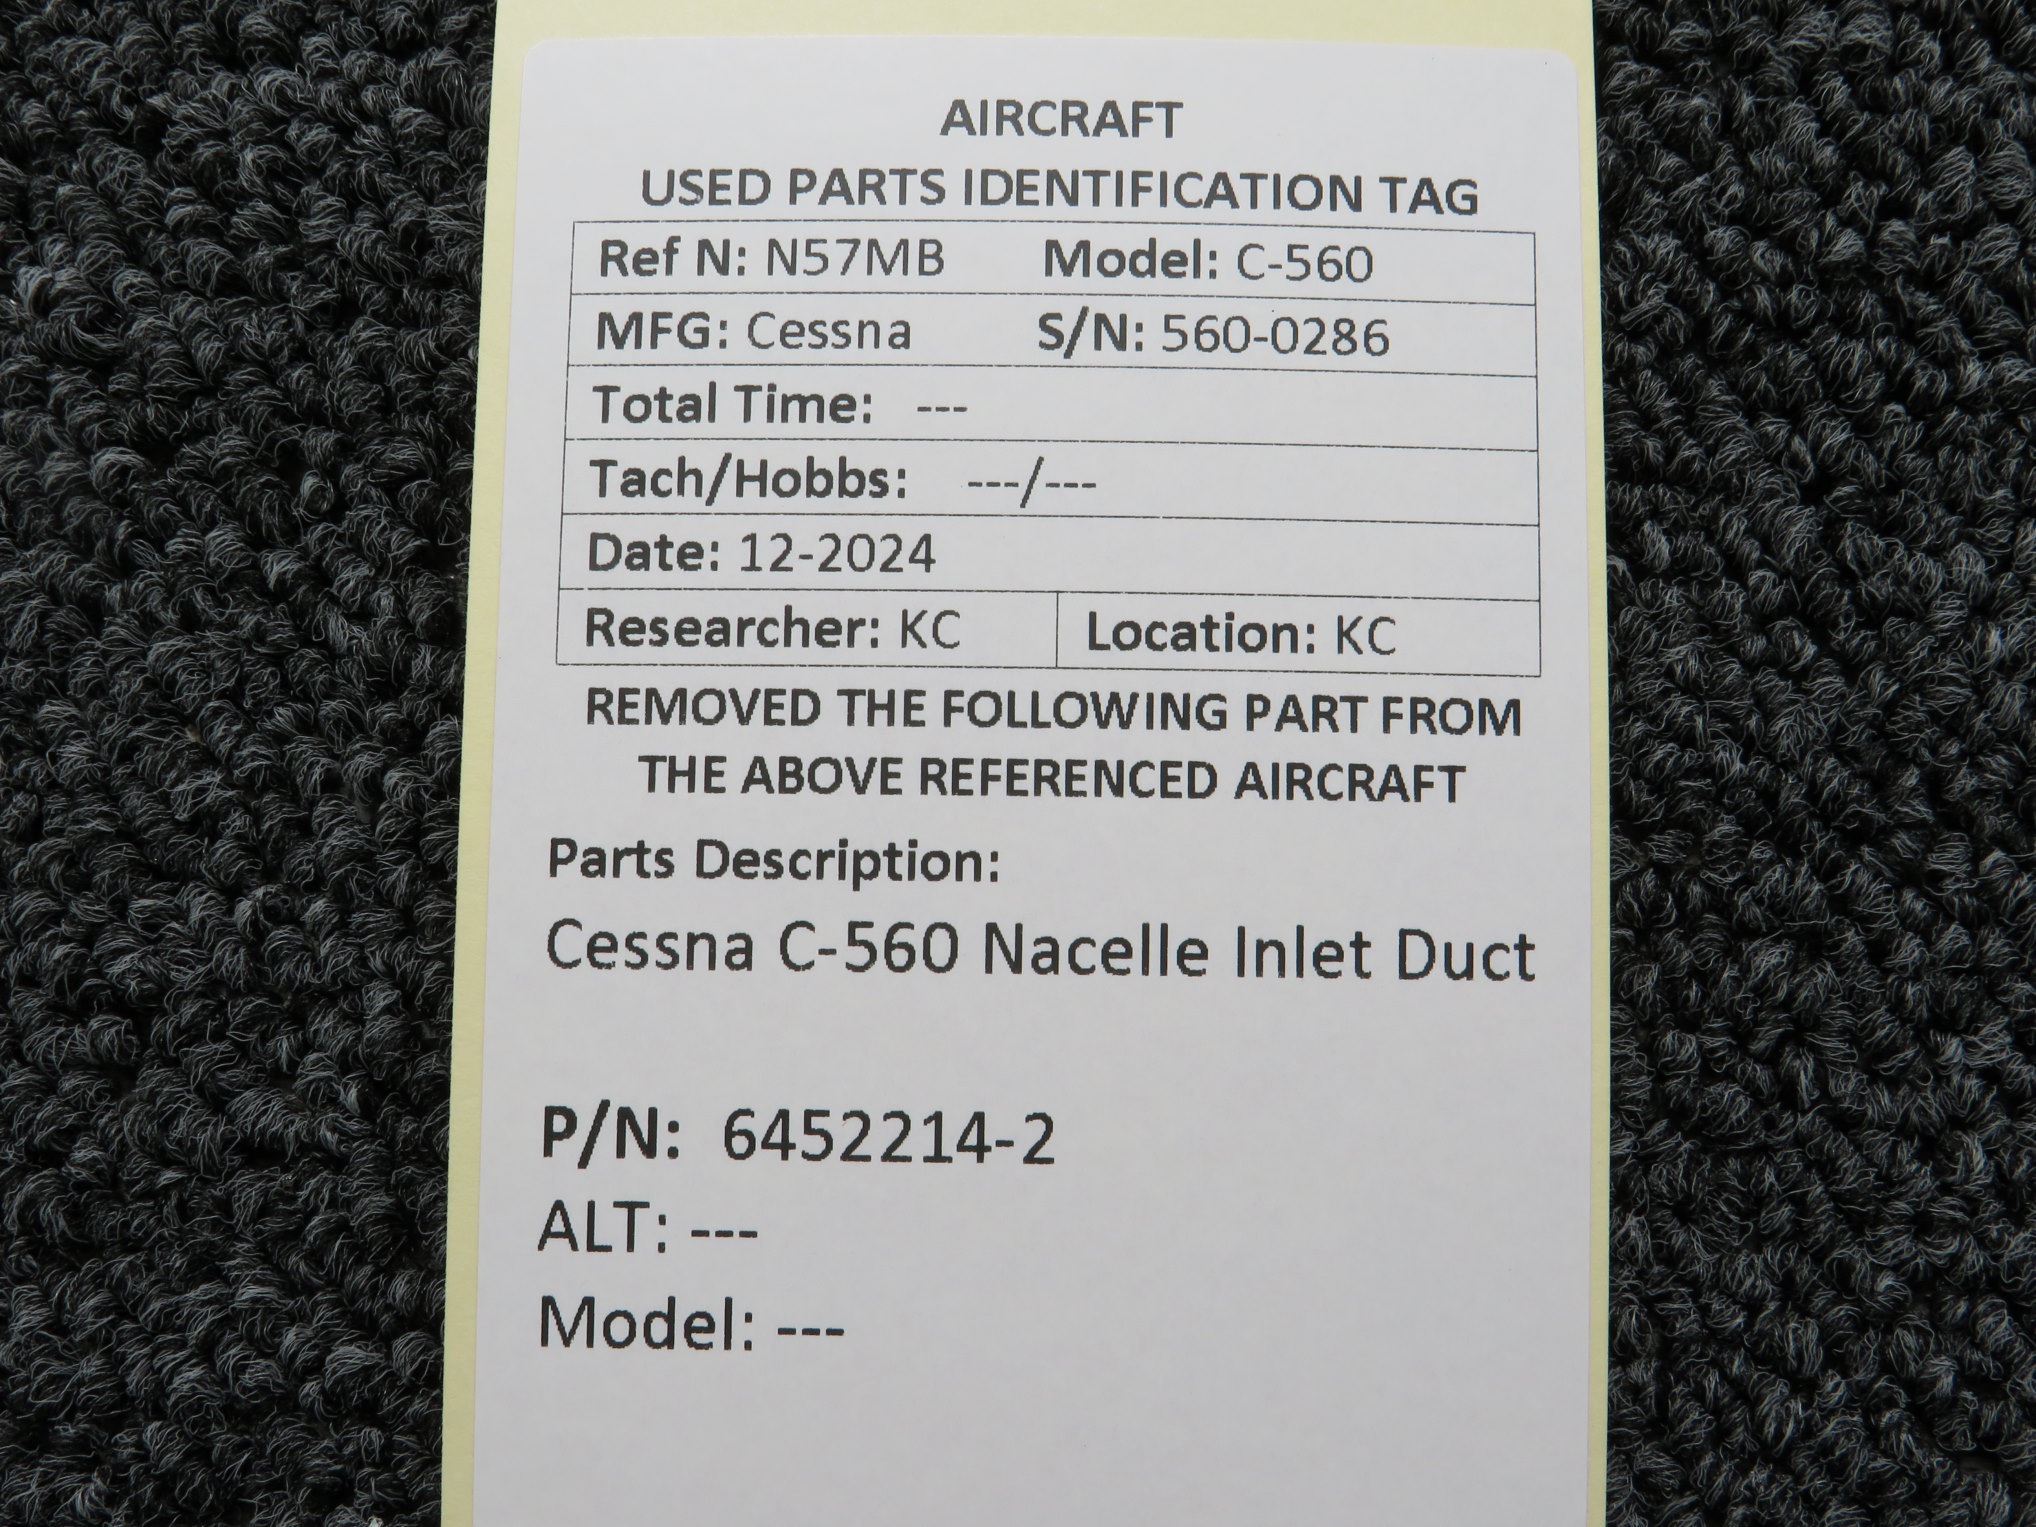 AIRCRAFT
USED PARTS IDENTIFICATION TAG
Ref N: N57MB Model: C-560
MFG: Cessna S/N: 560-0286
Total Time: ---
Tach/Hobbs: ---/---
Date: 12-2024
Researcher: KC Location: KC
REMOVED THE FOLLOWING PART FROM
THE ABOVE REFERENCED AIRCRAFT
Parts Description:
Cessna C-560 Nacelle Inlet Duct
P/N: 6452214-2
ALT: ---
Model: ---